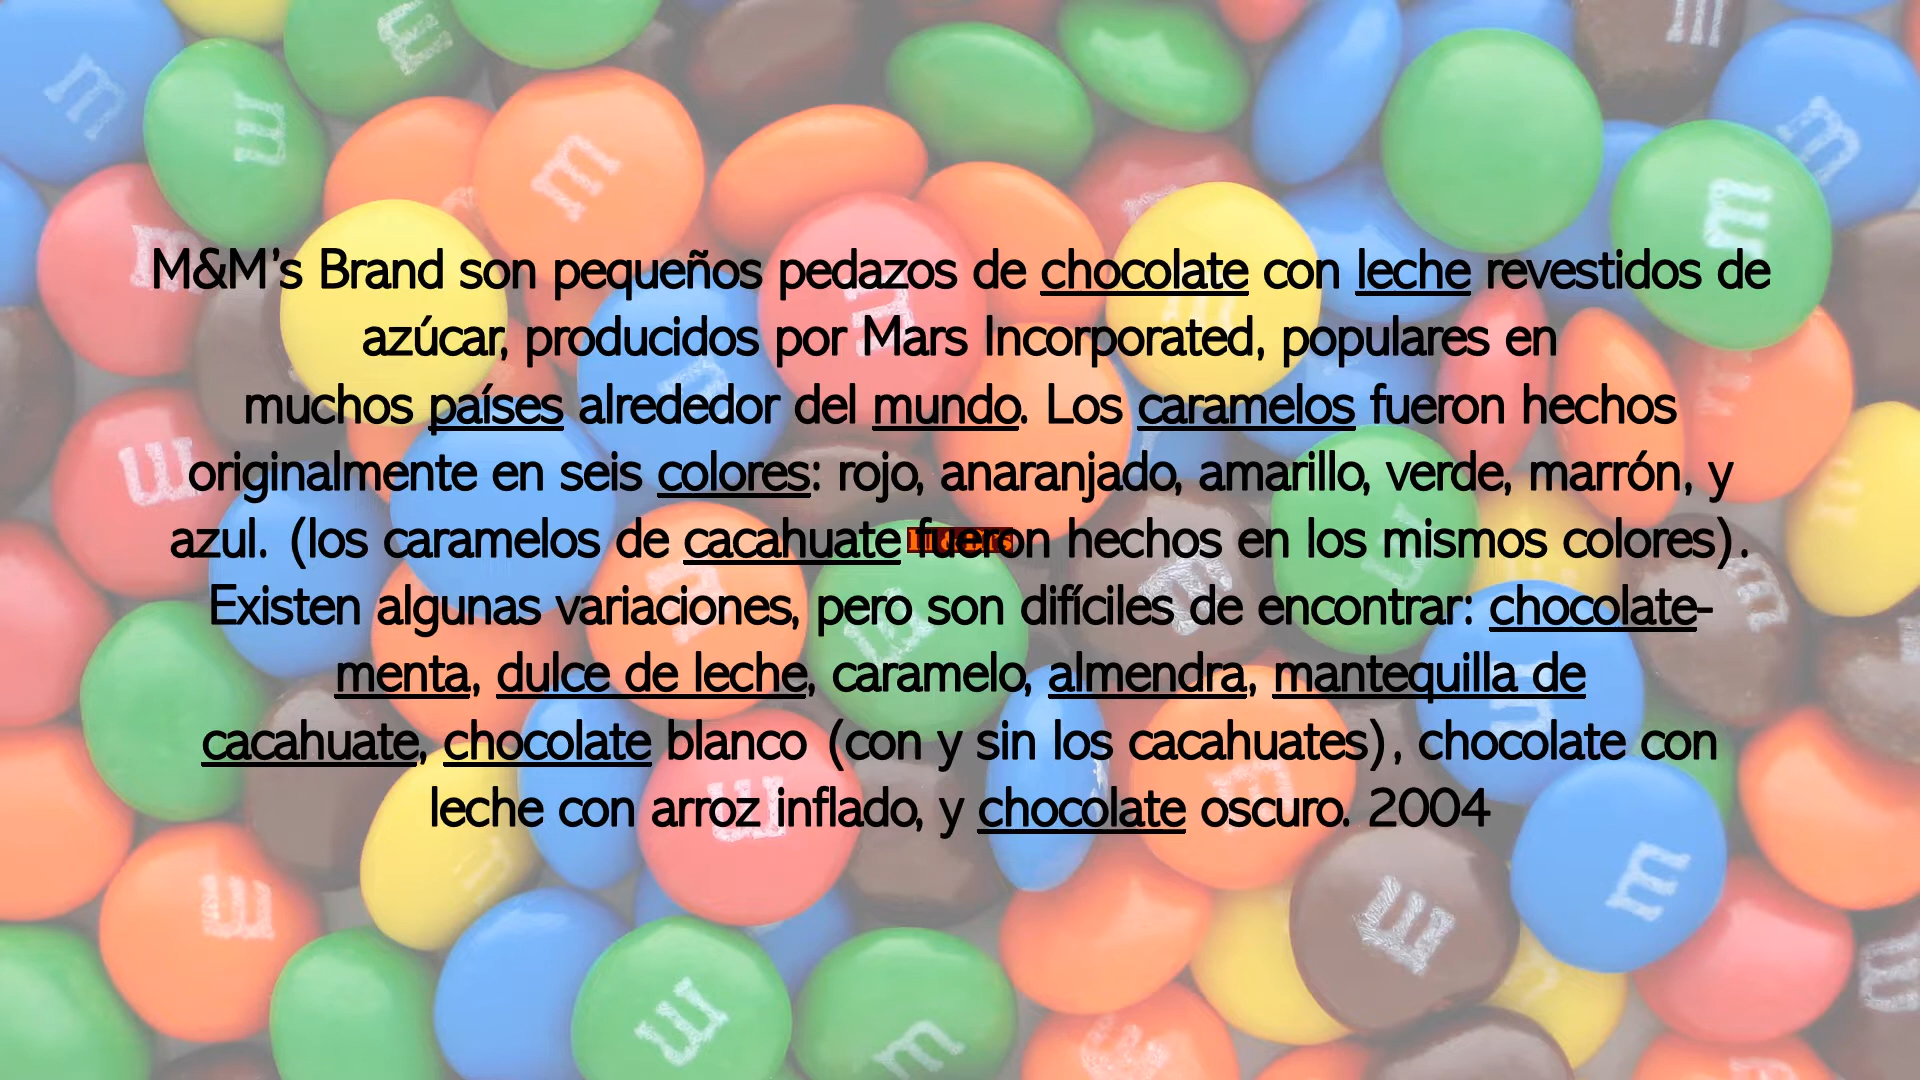 M&M's Brand son pequeños pedazos de chocolate con leche revestidos de
azúcar, producidos por Mars Incorporated, populares en
muchos países alrededor del mundo. Los caramelos fueron hechos
originalmente en seis colores: rojo, anaranjado, amarillo, verde, marrón, y
azul. (los caramelos de cacahuate fueron hechos en los mismos colores).
Existen algunas variaciones, pero son difíciles de encontrar: chocolate-
menta, dulce de leche, caramelo, almendra, mantequilla de
cacahuate, chocolate blanco (con y sin los cacahuates), chocolate con
leche con arroz inflado, y chocolate oscuro. 2004